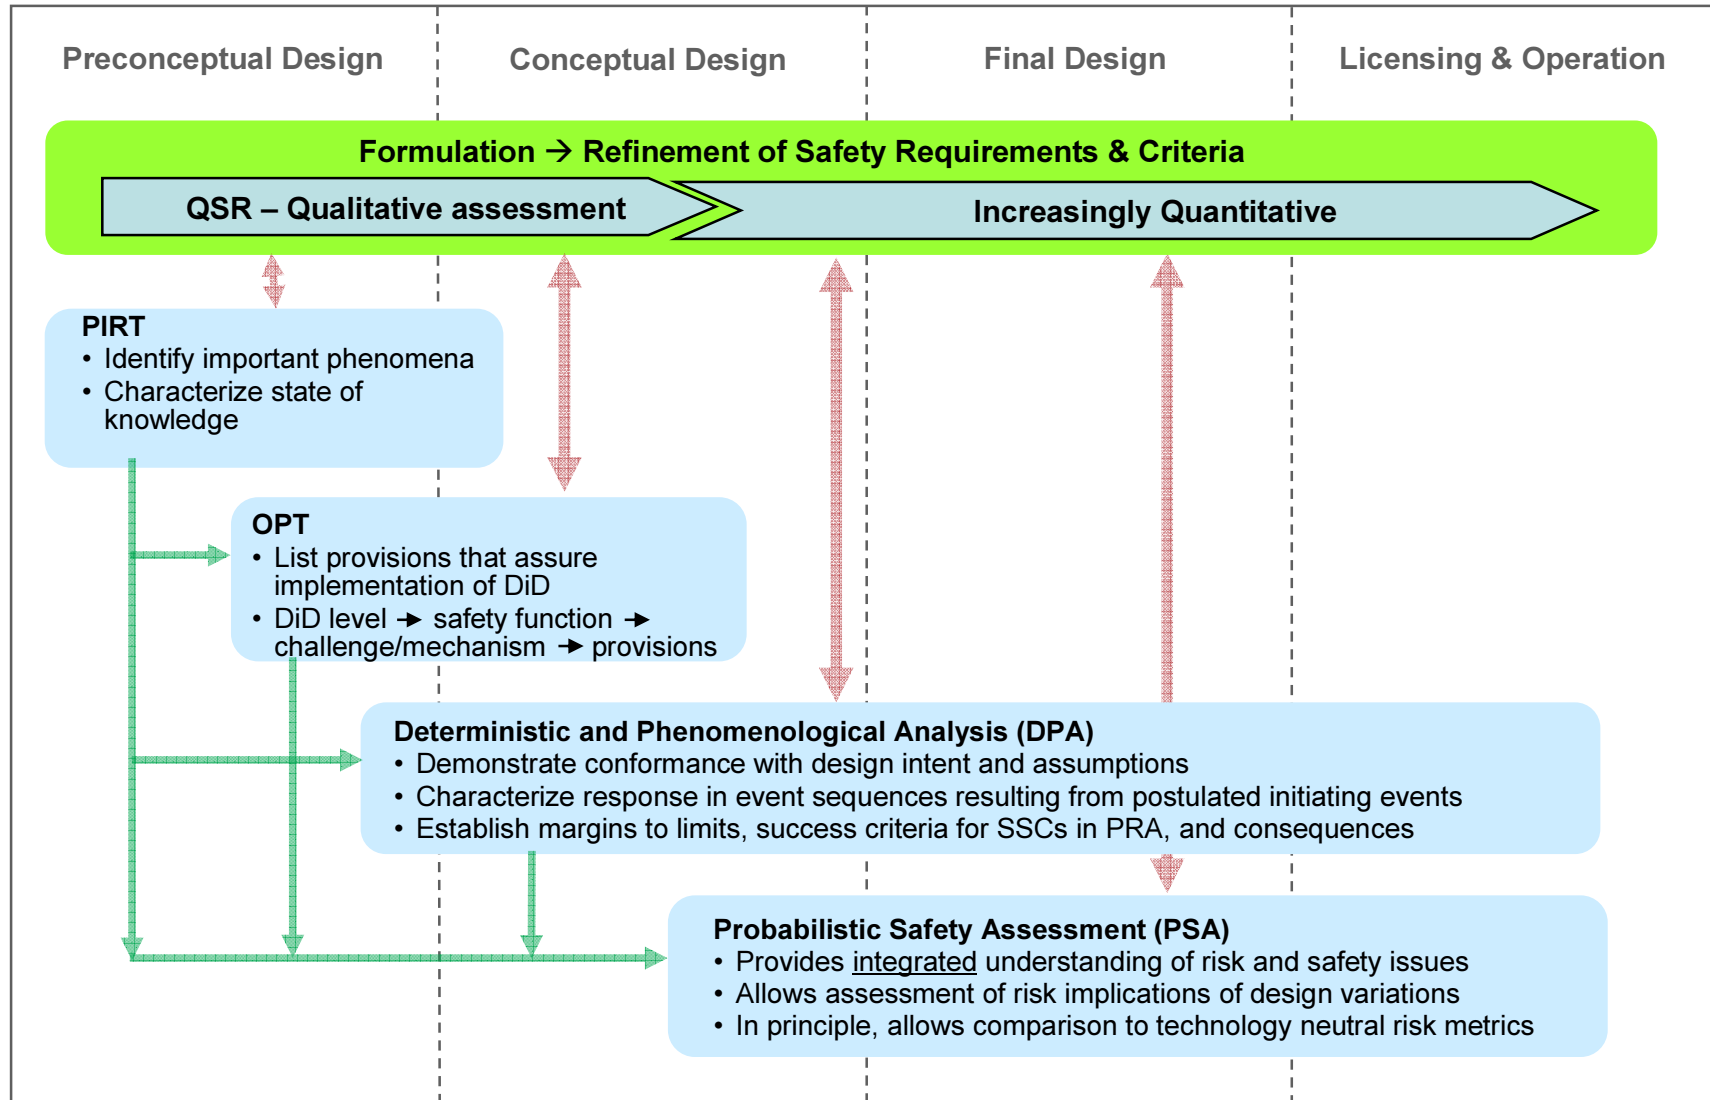 Preconceptual Design
Conceptual Design
Final Design
Licensing & Operation
Formulation → Refinement of Safety Requirements & Criteria
QSR – Qualitative assessment
Increasingly Quantitative
PIRT
• Identify important phenomena
• Characterize state of
knowledge
OPT
• List provisions that assure
implementation of DiD
• DiD level → safety function →
challenge/mechanism → provisions
Deterministic and Phenomenological Analysis (DPA)
• Demonstrate conformance with design intent and assumptions
• Characterize response in event sequences resulting from postulated initiating events
• Establish margins to limits, success criteria for SSCs in PRA, and consequences
Probabilistic Safety Assessment (PSA)
• Provides integrated understanding of risk and safety issues
• Allows assessment of risk implications of design variations
• In principle, allows comparison to technology neutral risk metrics